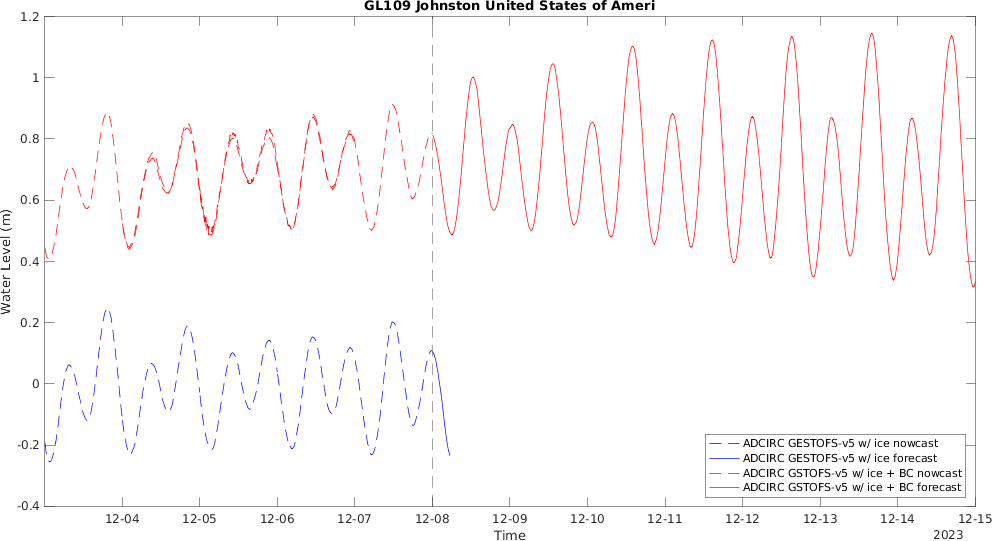 GL109 Johnston United States of Ameri
1.2
1
0.8
0.6
0.4
0.2
0
-0.2
-0.4
Water Level (m)
12-04 12-05 12-06 12-07 12-08 12-09 12-10 12-11 12-12 12-13 12-14 12-15
Time
2023
ADCIRC GESTOFS-v5 w/ ice nowcast
ADCIRC GESTOFS-v5 w/ ice forecast
ADCIRC GSTOFS-v5 w/ ice + BC nowcast
ADCIRC GSTOFS-v5 w/ ice + BC forecast